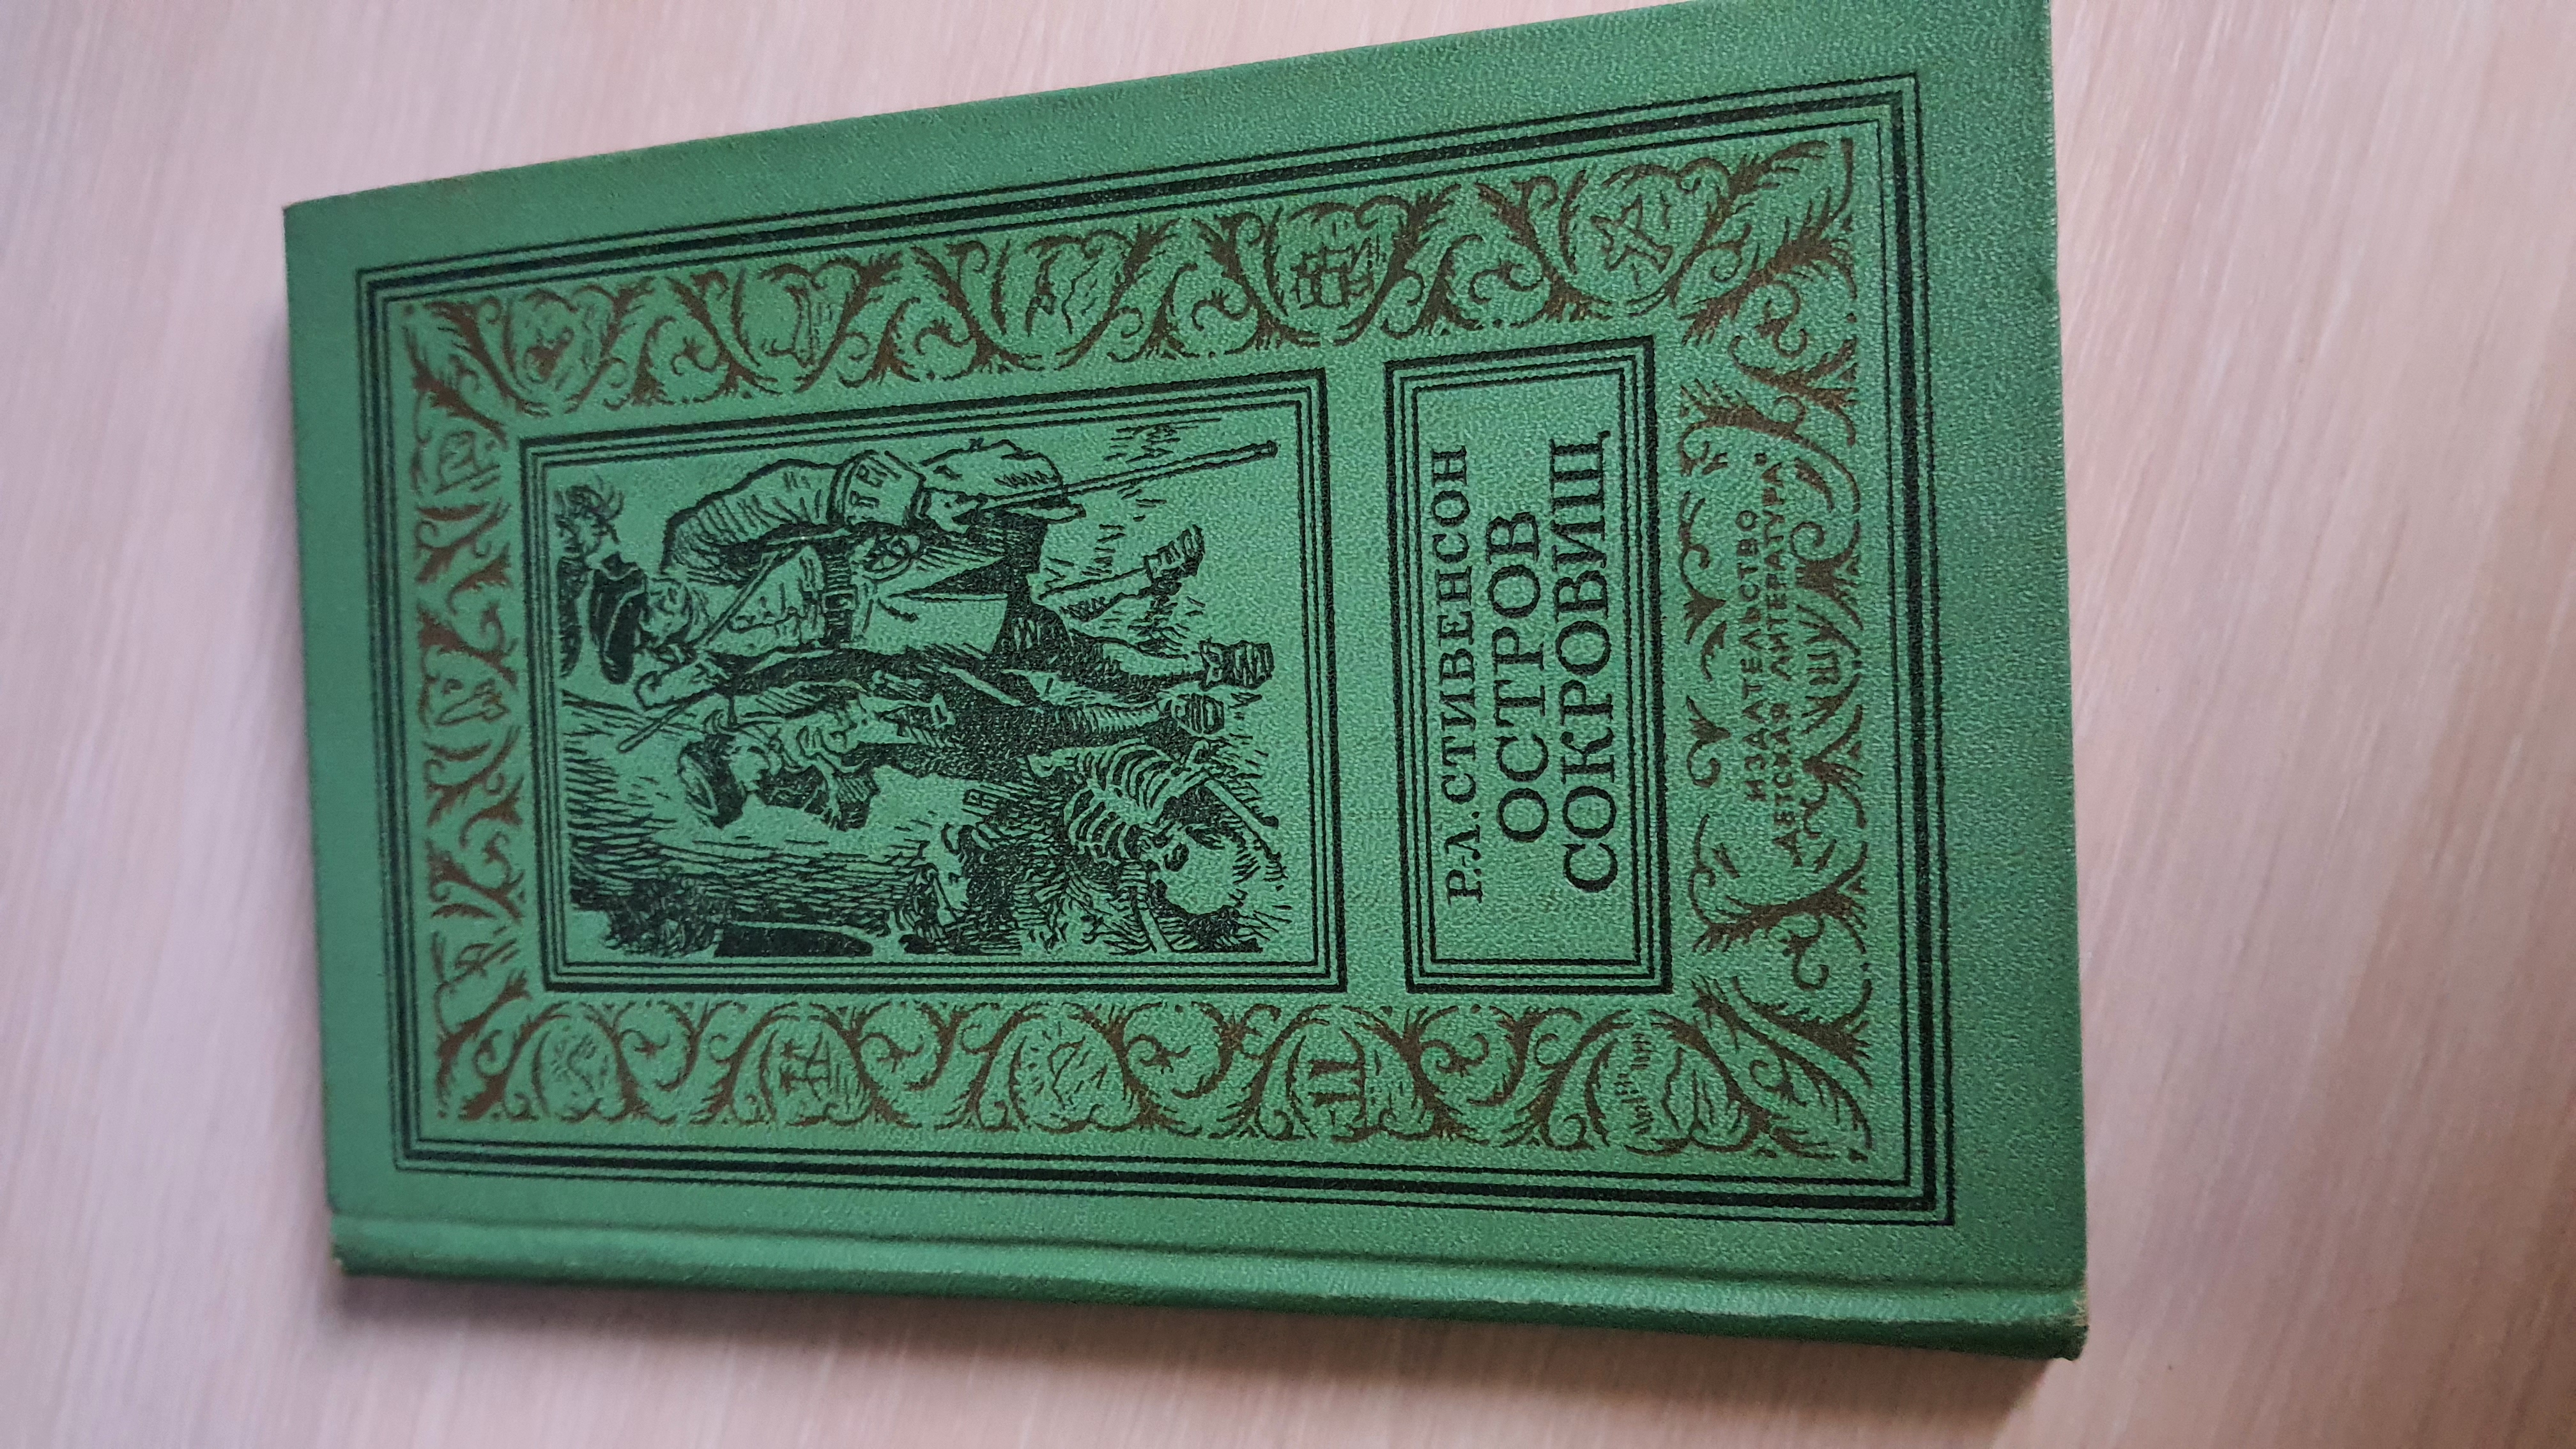 Р.Л. СТИВЕНСОН
ОСТРОВ
СОКРОВИЩ
ИЗДАТЕЛЬСТВО
„ДЕТСКАЯ ЛИТЕРАТУРА“